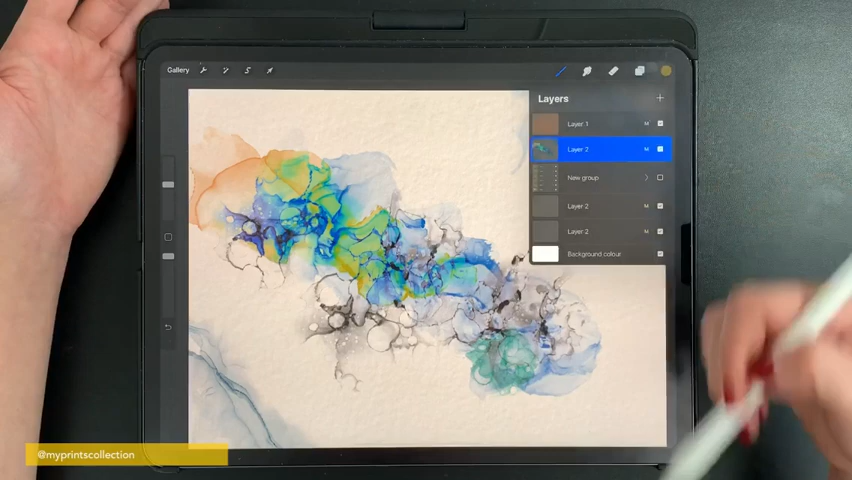 Gallery
Layers
Layer 1 M
Layer 2 M
New group
Layer 2 M
Layer 2 M
Background colour
@myprintscollection